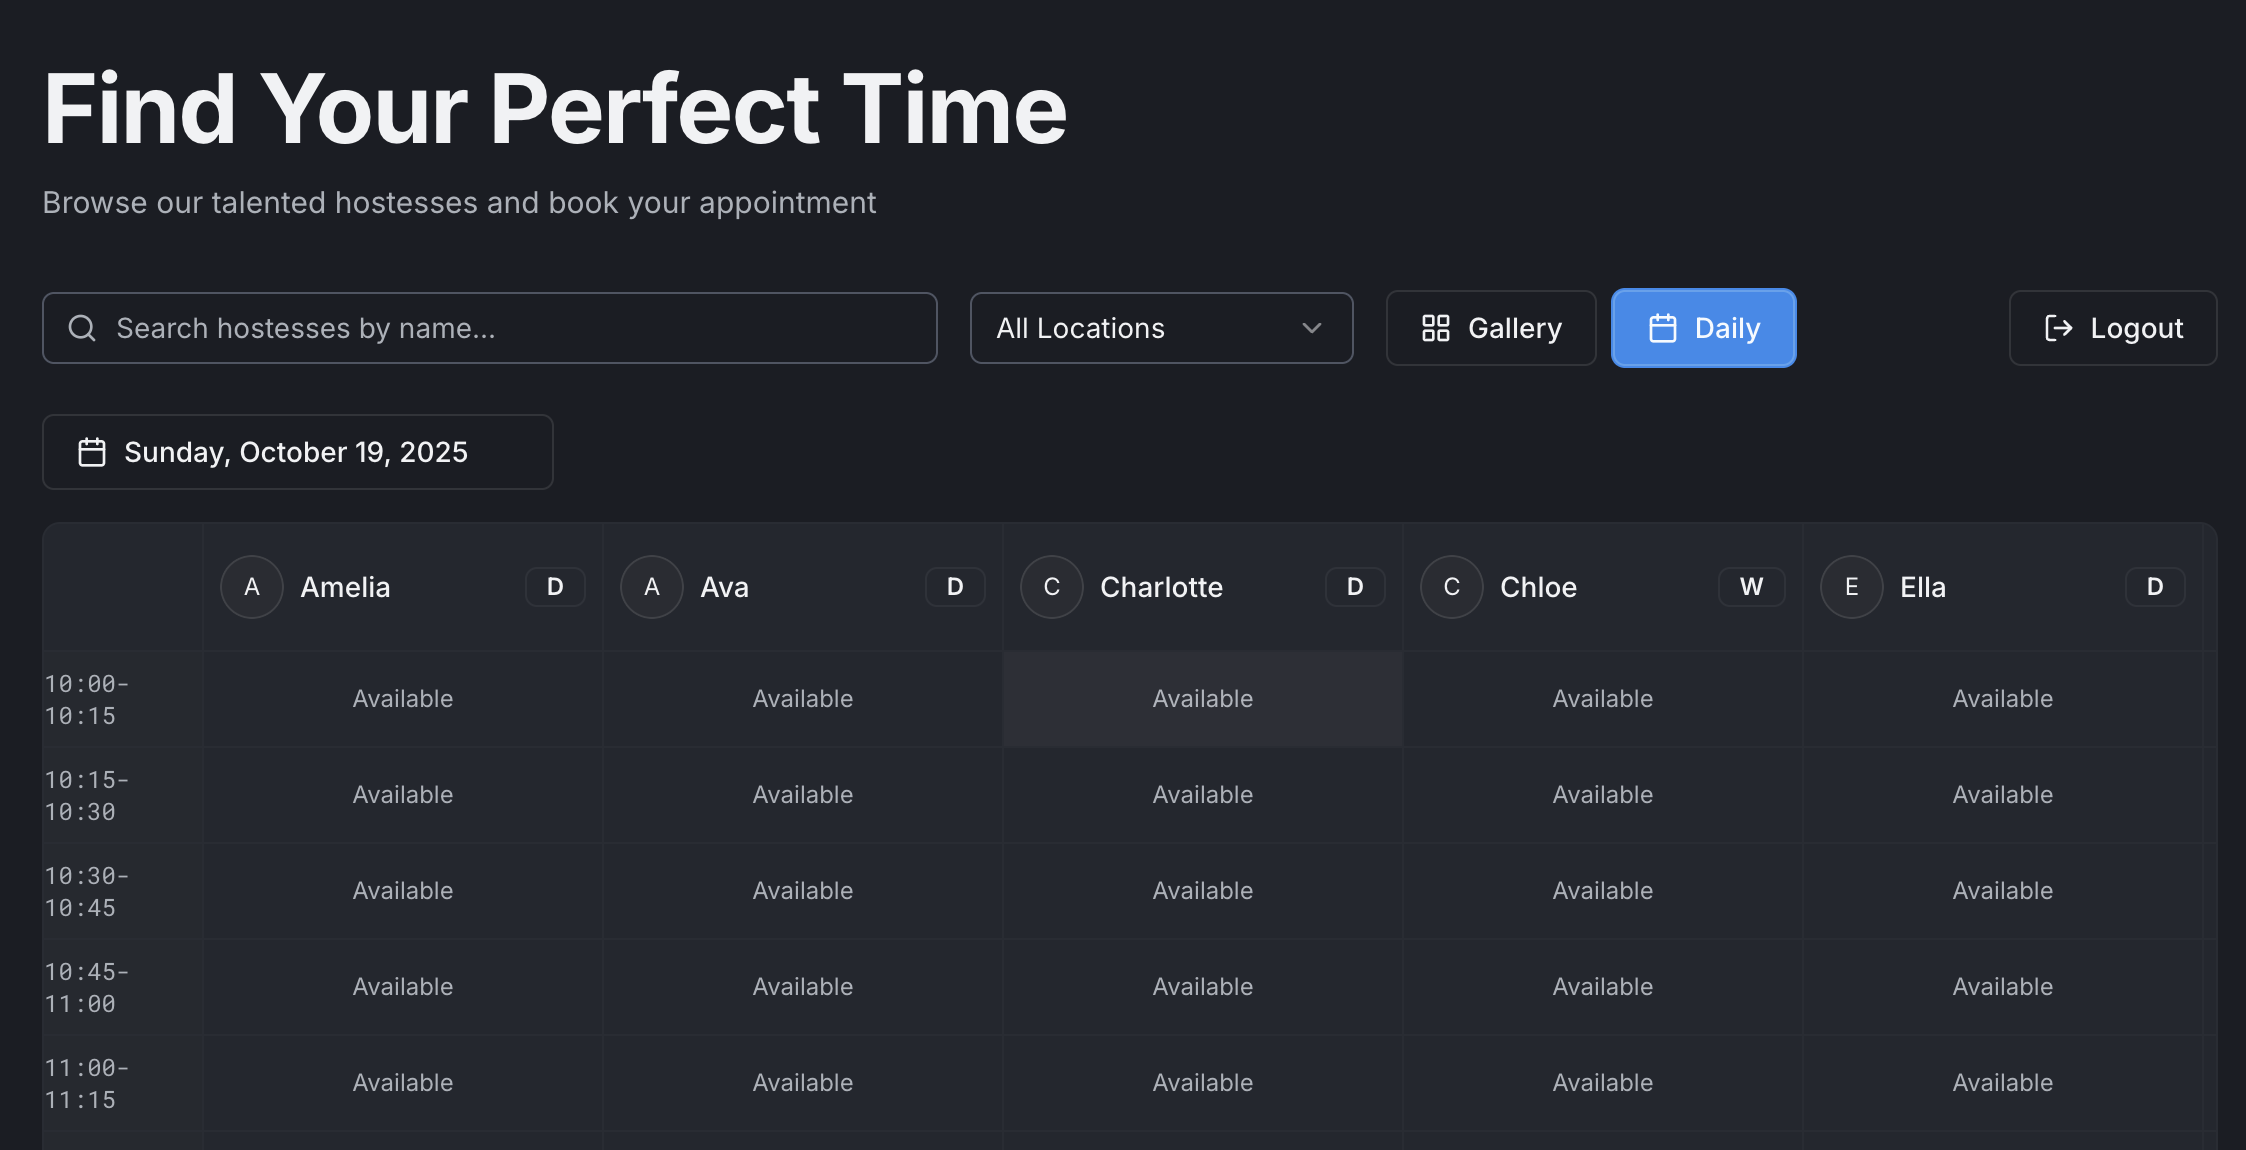 Find Your Perfect Time
Browse our talented hostesses and book your appointment
Search hostesses by name...
All Locations
Gallery
Daily
Logout
Sunday, October 19, 2025
A Amelia D A Ava D C Charlotte D C Chloe W E Ella D
10:00-
10:15
Available Available Available Available Available
10:15-
10:30
Available Available Available Available Available
10:30-
10:45
Available Available Available Available Available
10:45-
11:00
Available Available Available Available Available
11:00-
11:15
Available Available Available Available Available